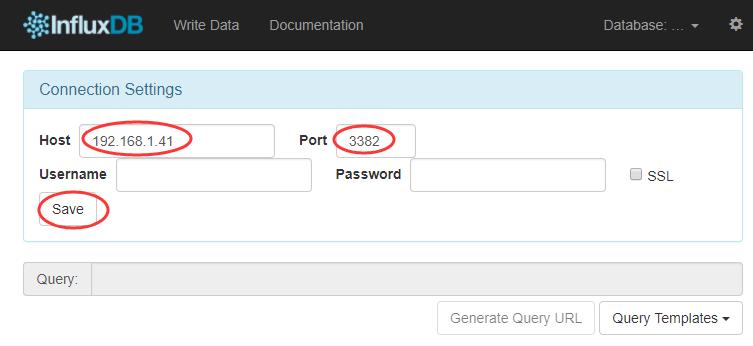 InfluxDB Write Data Documentation Database: ...
Connection Settings
Host 192.168.1.41 Port 3382
Username Password SSL
Save
Query:
Generate Query URL Query Templates